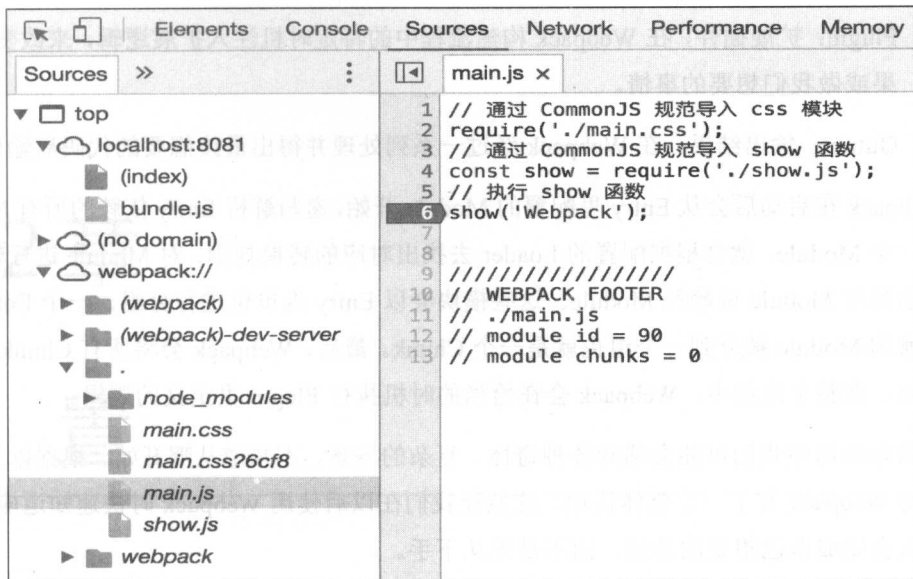 Elements Console Sources Network Performance Memory
Sources »
top
localhost:8081
(index)
bundle.js
(no domain)
webpack://
(webpack)
(webpack)-dev-server
.
node_modules
main.css
main.css?6cf8
main.js
show.js
webpack
main.js ×
1 // 通过 CommonJS 规范导入 css 模块
2 require('./main.css');
3 // 通过 CommonJS 规范导入 show 函数
4 const show = require('./show.js');
5 // 执行 show 函数
6 show('Webpack');
7
8
9 //////////////////
10 // WEBPACK FOOTER
11 // ./main.js
12 // module id = 90
13 // module chunks = 0